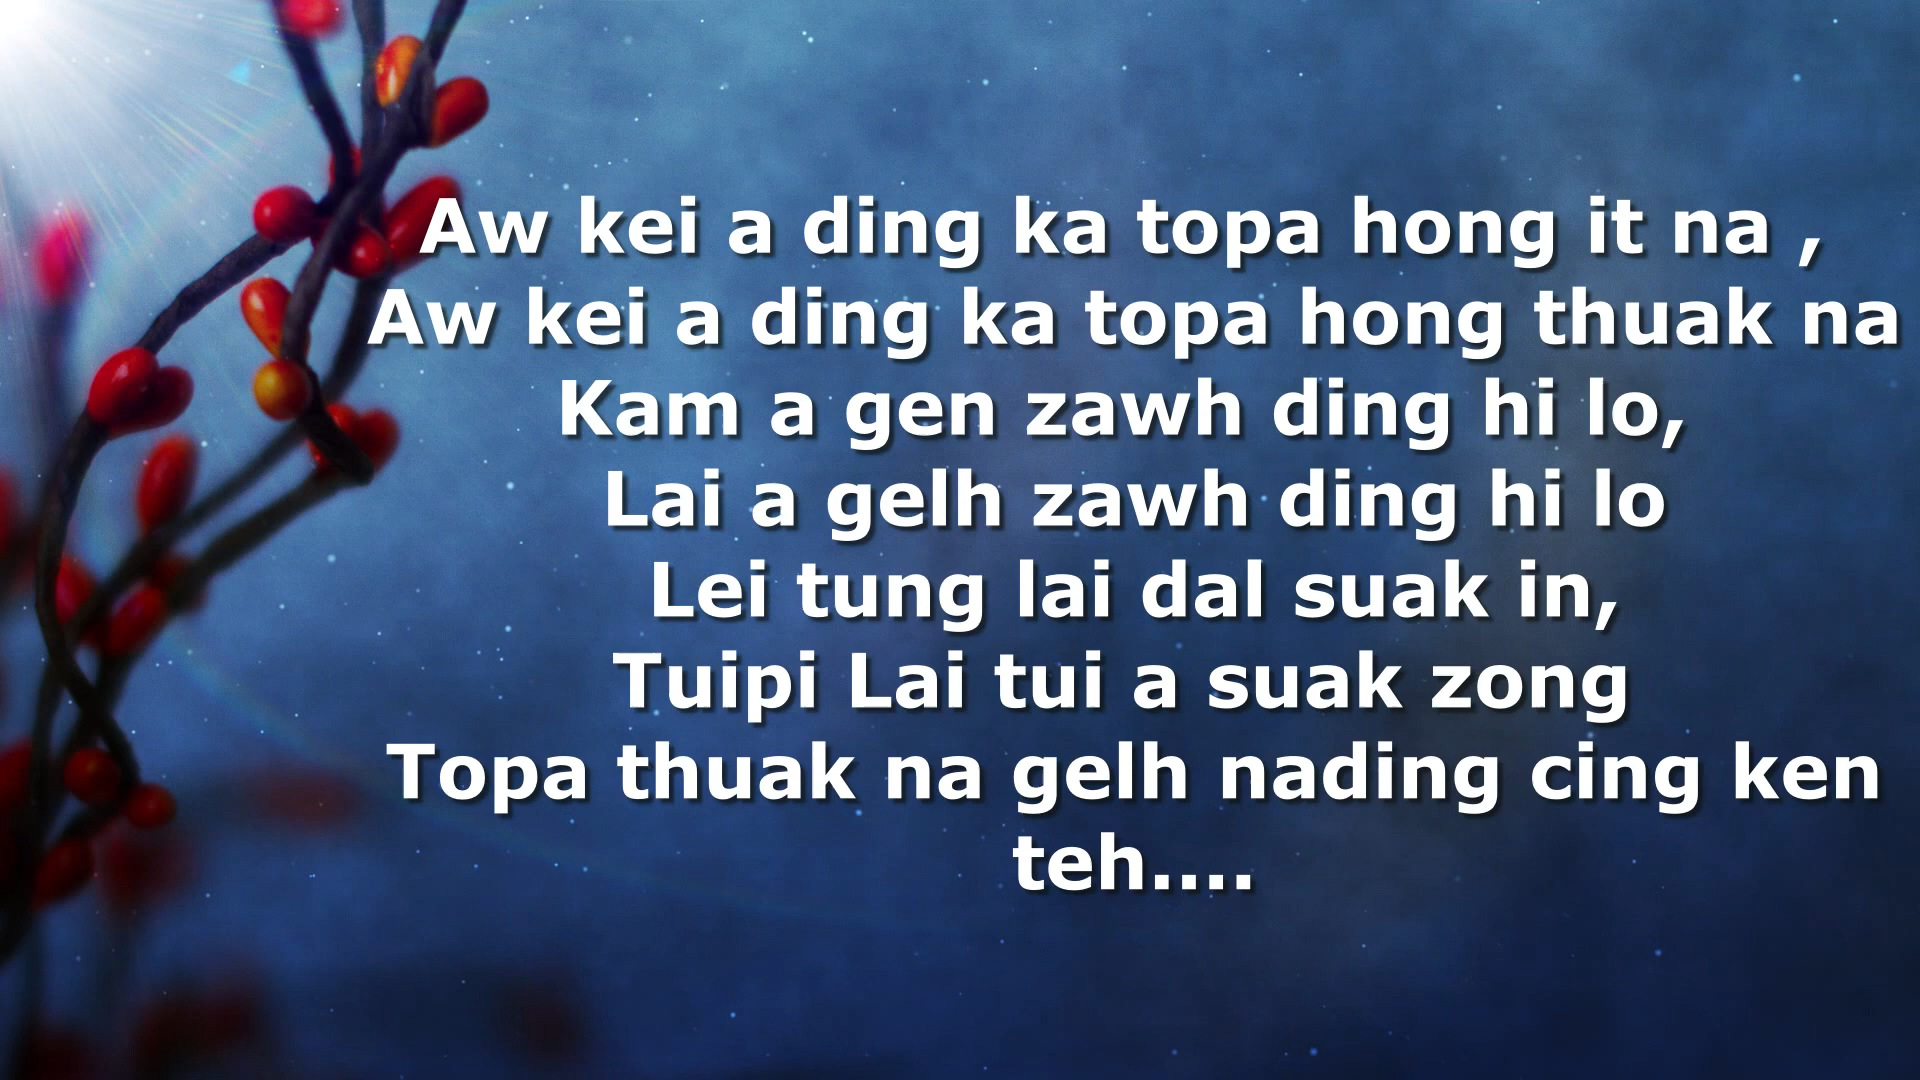 Aw kei a ding ka topa hong it na ,
Aw kei a ding ka topa hong thuak na
Kam a gen zawh ding hi lo,
Lai a gelh zawh ding hi lo
Lei tung lai dal suak in,
Tuipi Lai tui a suak zong
Topa thuak na gelh nading cing ken
teh....